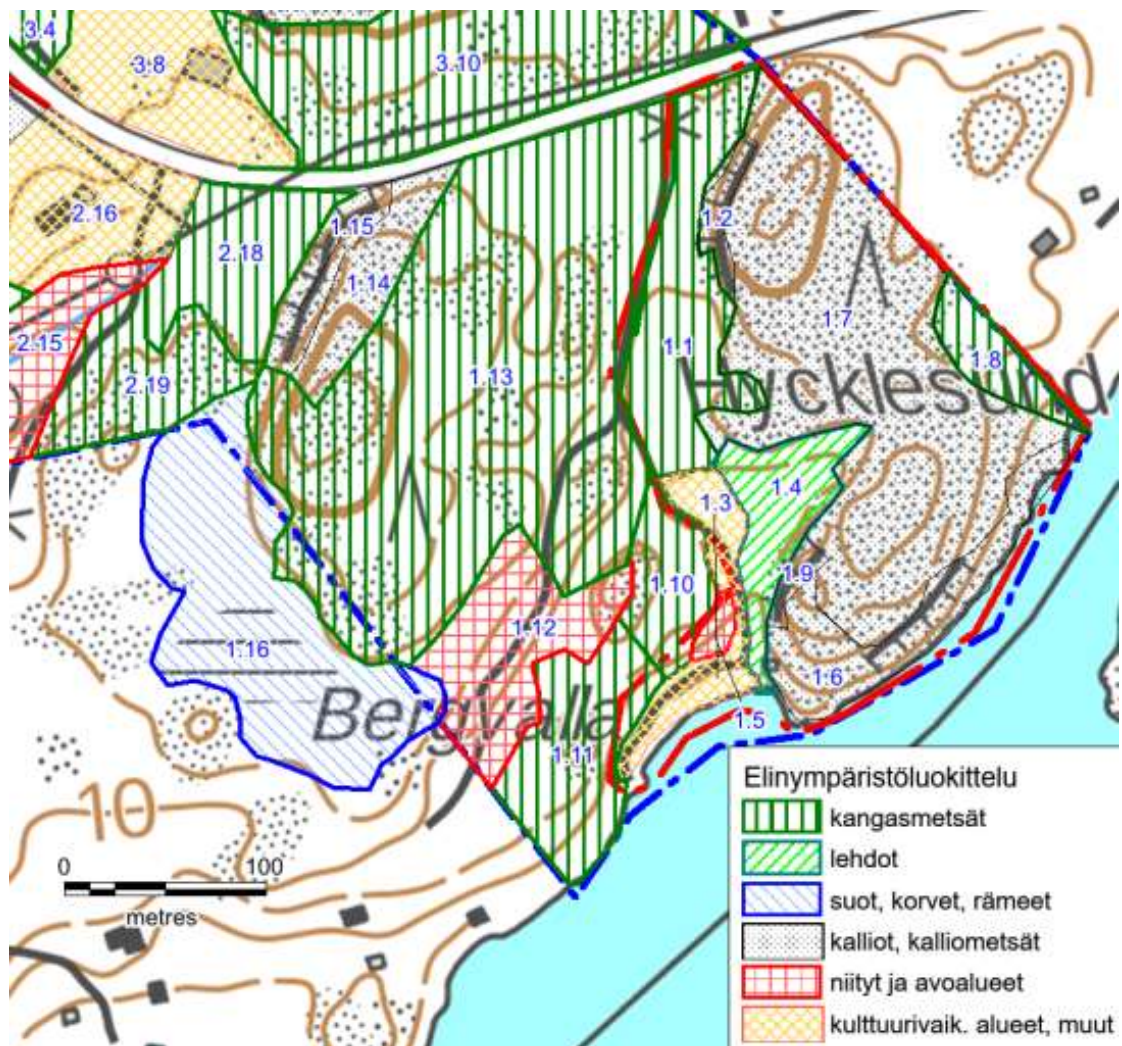 3.4
3.8
3.10
2.16
1.2
1.15
2.18
1.14
1.7
2.15
1.1
1.8
2.19
1.13
Hycklesund
1.4
1.3
1.9
1.10
1.12
1.16
1.6
Bergvalla
1.5
1.11
10
0 100
metres
Elinympäristöluokittelu
kangasmetsät
lehdot
suot, korvet, rämeet
kalliot, kalliometsät
niityt ja avoalueet
kulttuurivaik. alueet, muut